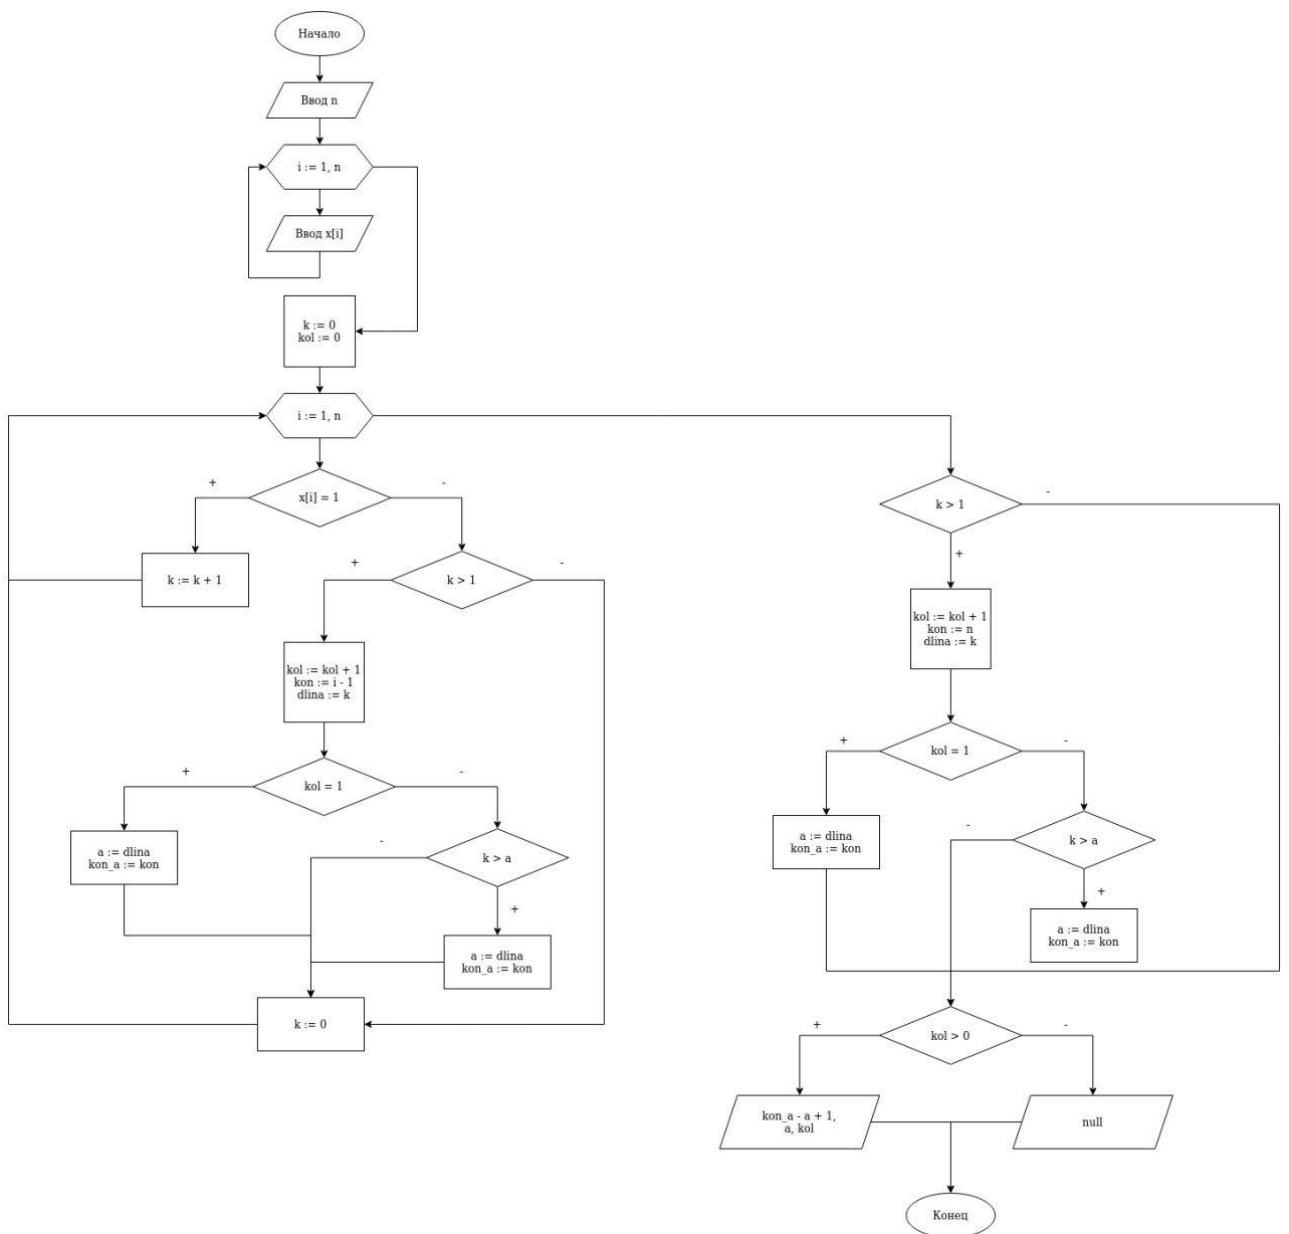 Начало
Ввод n
i := 1, n
Ввод x[i]
k := 0
kol := 0
i := 1, n
x[i] = 1
+
-
k := k + 1
k > 1
+
-
kol := kol + 1
kon := i - 1
dlina := k
kol = 1
+
-
a := dlina
kon_a := kon
k > a
-
+
a := dlina
kon_a := kon
k := 0
k > 1
-
+
kol := kol + 1
kon := n
dlina := k
kol = 1
+
-
a := dlina
kon_a := kon
k > a
-
+
a := dlina
kon_a := kon
kol > 0
+
-
kon_a - a + 1,
a, kol
null
Конец